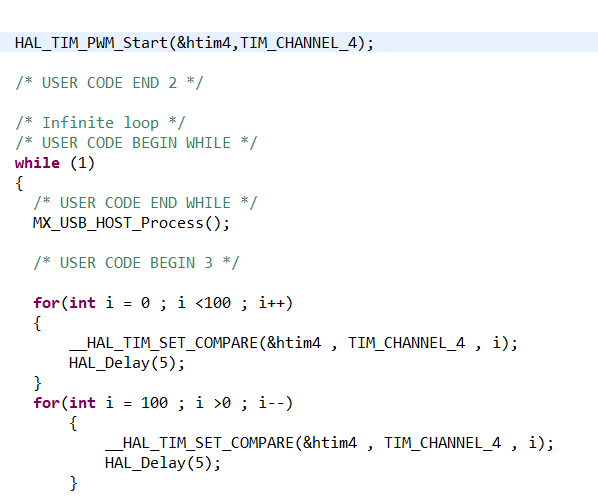 HAL_TIM_PWM_Start(&htim4,TIM_CHANNEL_4);
/* USER CODE END 2 */
/* Infinite loop */
/* USER CODE BEGIN WHILE */
while (1)
{
/* USER CODE END WHILE */
MX_USB_HOST_Process();
/* USER CODE BEGIN 3 */
for(int i = 0 ; i <100 ; i++)
{
__HAL_TIM_SET_COMPARE(&htim4 , TIM_CHANNEL_4 , i);
HAL_Delay(5);
}
for(int i = 100 ; i >0 ; i--)
{
__HAL_TIM_SET_COMPARE(&htim4 , TIM_CHANNEL_4 , i);
HAL_Delay(5);
}